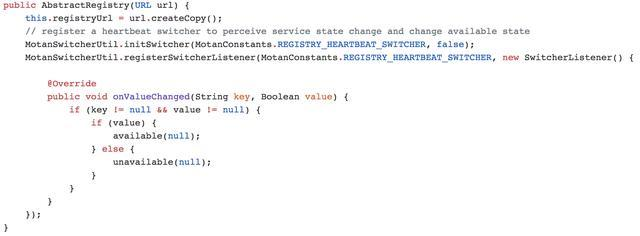 public AbstractRegistry(URL url) {
    this.registryUrl = url.createCopy();
    // register a heartbeat switcher to perceive service state change and change available state
    MotanSwitcherUtil.initSwitcher(MotanConstants.REGISTRY_HEARTBEAT_SWITCHER, false);
    MotanSwitcherUtil.registerSwitcherListener(MotanConstants.REGISTRY_HEARTBEAT_SWITCHER, new SwitcherListener() {

        @Override
        public void onValueChanged(String key, Boolean value) {
            if (key != null && value != null) {
                if (value) {
                    available(null);
                } else {
                    unavailable(null);
                }
            }
        }
    });
}